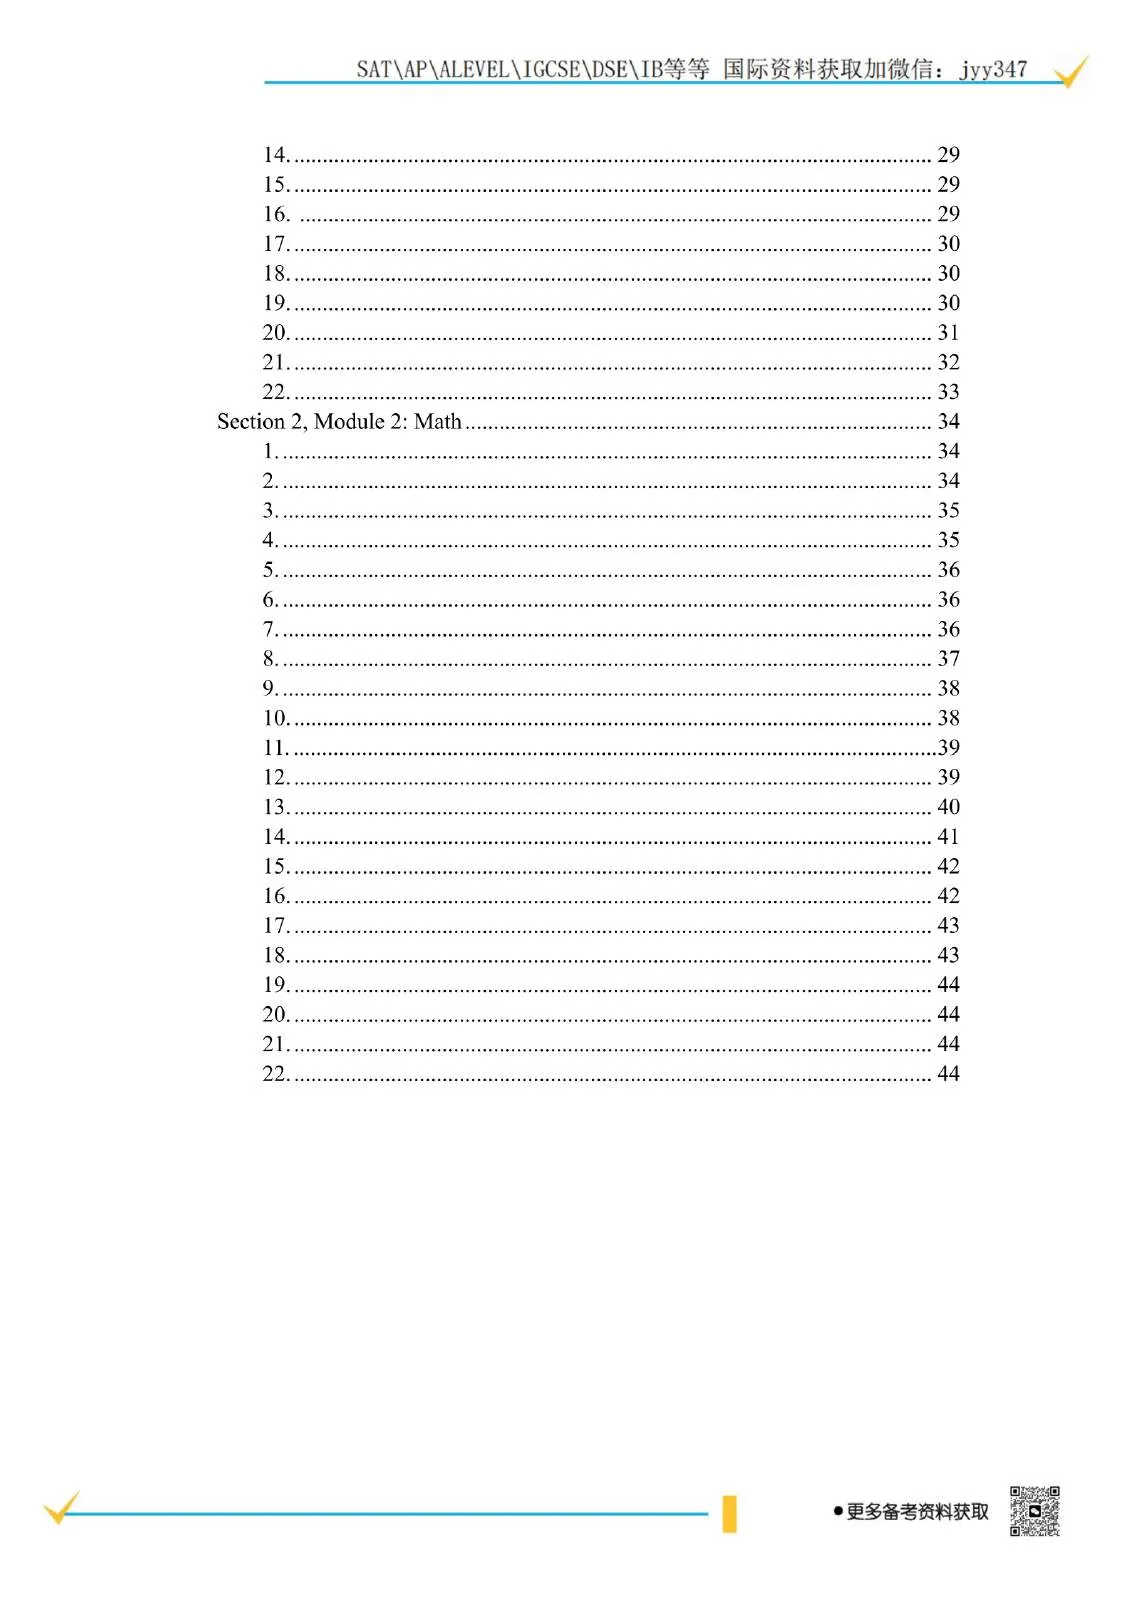 SAT\AP\ALEVEL\IGCSE\DSE\IB等等 国际资料获取加微信：jyy347
14. ........................................................................ 29
15. ........................................................................ 29
16. ........................................................................ 29
17. ........................................................................ 30
18. ........................................................................ 30
19. ........................................................................ 30
20. ........................................................................ 31
21. ........................................................................ 32
22. ........................................................................ 33
Section 2, Module 2: Math ........................................................................ 34
1. ........................................................................ 34
2. ........................................................................ 34
3. ........................................................................ 35
4. ........................................................................ 35
5. ........................................................................ 36
6. ........................................................................ 36
7. ........................................................................ 36
8. ........................................................................ 37
9. ........................................................................ 38
10. ........................................................................ 38
11. ........................................................................ 39
12. ........................................................................ 39
13. ........................................................................ 40
14. ........................................................................ 41
15. ........................................................................ 42
16. ........................................................................ 42
17. ........................................................................ 43
18. ........................................................................ 43
19. ........................................................................ 44
20. ........................................................................ 44
21. ........................................................................ 44
22. ........................................................................ 44
●更多备考资料获取